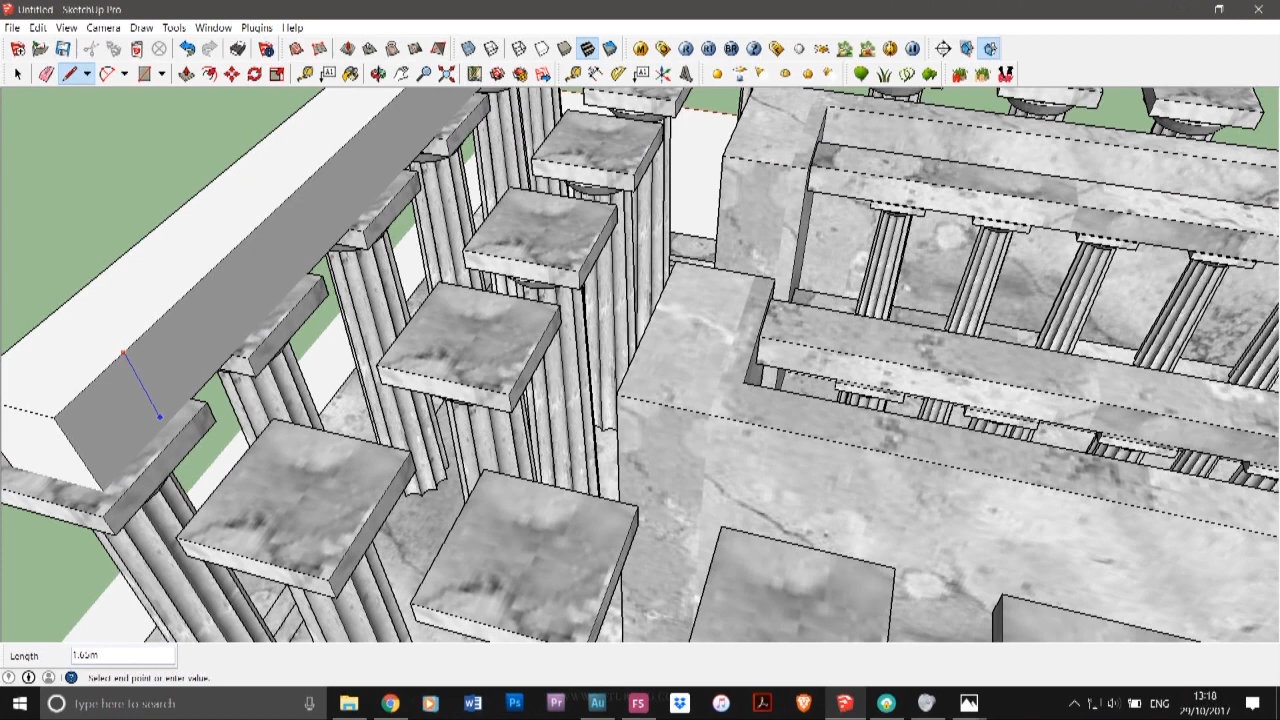 Untitled - SketchUp Pro
File Edit View Camera Draw Tools Window Plugins Help
Length 1.65m
Select end point or enter value.
Type here to search
ENG
13:18
29/10/2017